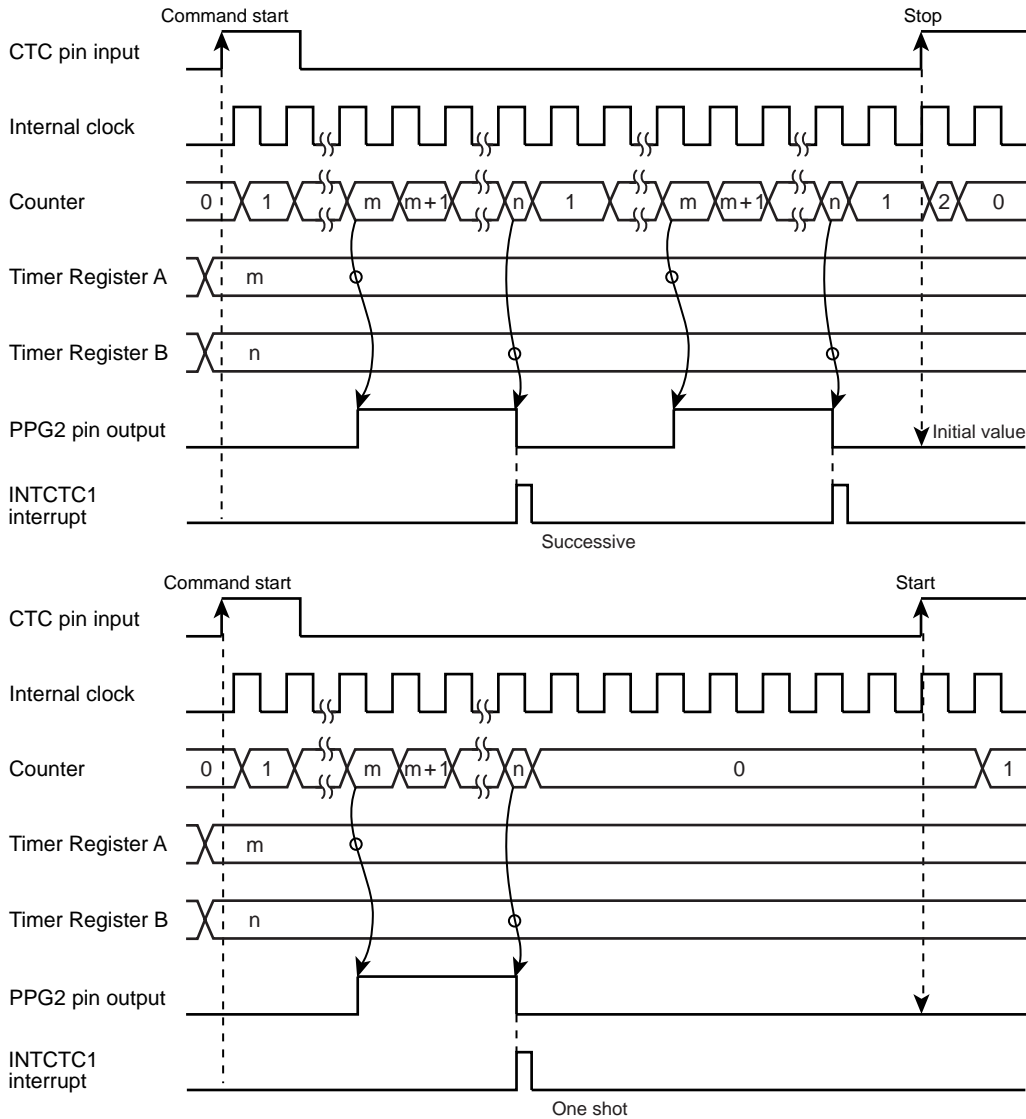 Command start Stop
CTC pin input
Internal clock
Counter 0 1 m m+1 n 1 m m+1 n 1 2 0
Timer Register A m
Timer Register B n
PPG2 pin output Initial value
INTCTC1
interrupt
Successive
Command start Start
CTC pin input
Internal clock
Counter 0 1 m m+1 n 0 1
Timer Register A m
Timer Register B n
PPG2 pin output
INTCTC1
interrupt
One shot